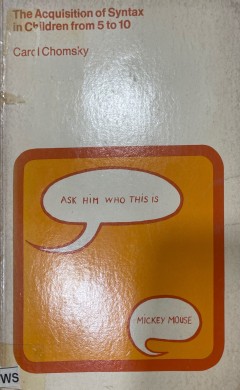 The Acquisition of Syntax
in Children from 5 to 10
Carol Chomsky
ASK HIM WHO THIS IS
MICKEY MOUSE
WS